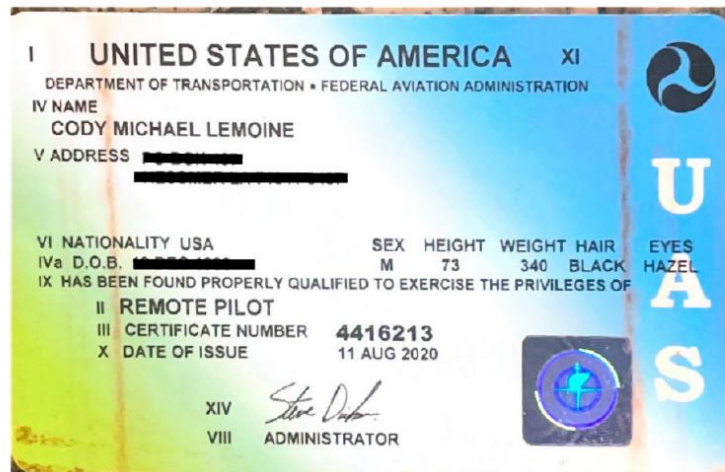 I UNITED STATES OF AMERICA XI
DEPARTMENT OF TRANSPORTATION • FEDERAL AVIATION ADMINISTRATION
IV NAME
CODY MICHAEL LEMOINE
V ADDRESS
VI NATIONALITY USA SEX HEIGHT WEIGHT HAIR EYES
IVa D.O.B. M 73 340 BLACK HAZEL
IX HAS BEEN FOUND PROPERLY QUALIFIED TO EXERCISE THE PRIVILEGES OF
II REMOTE PILOT
III CERTIFICATE NUMBER 4416213
X DATE OF ISSUE 11 AUG 2020
XIV
VIII ADMINISTRATOR
UAS